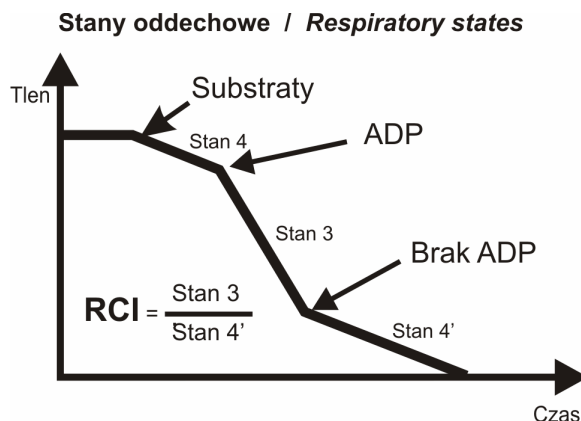 Stany oddechowe / Respiratory states
Tlen
Substraty
Stan 4
ADP
Stan 3
Brak ADP
RCI = Stan 3
Stan 4’
Stan 4’
Czas